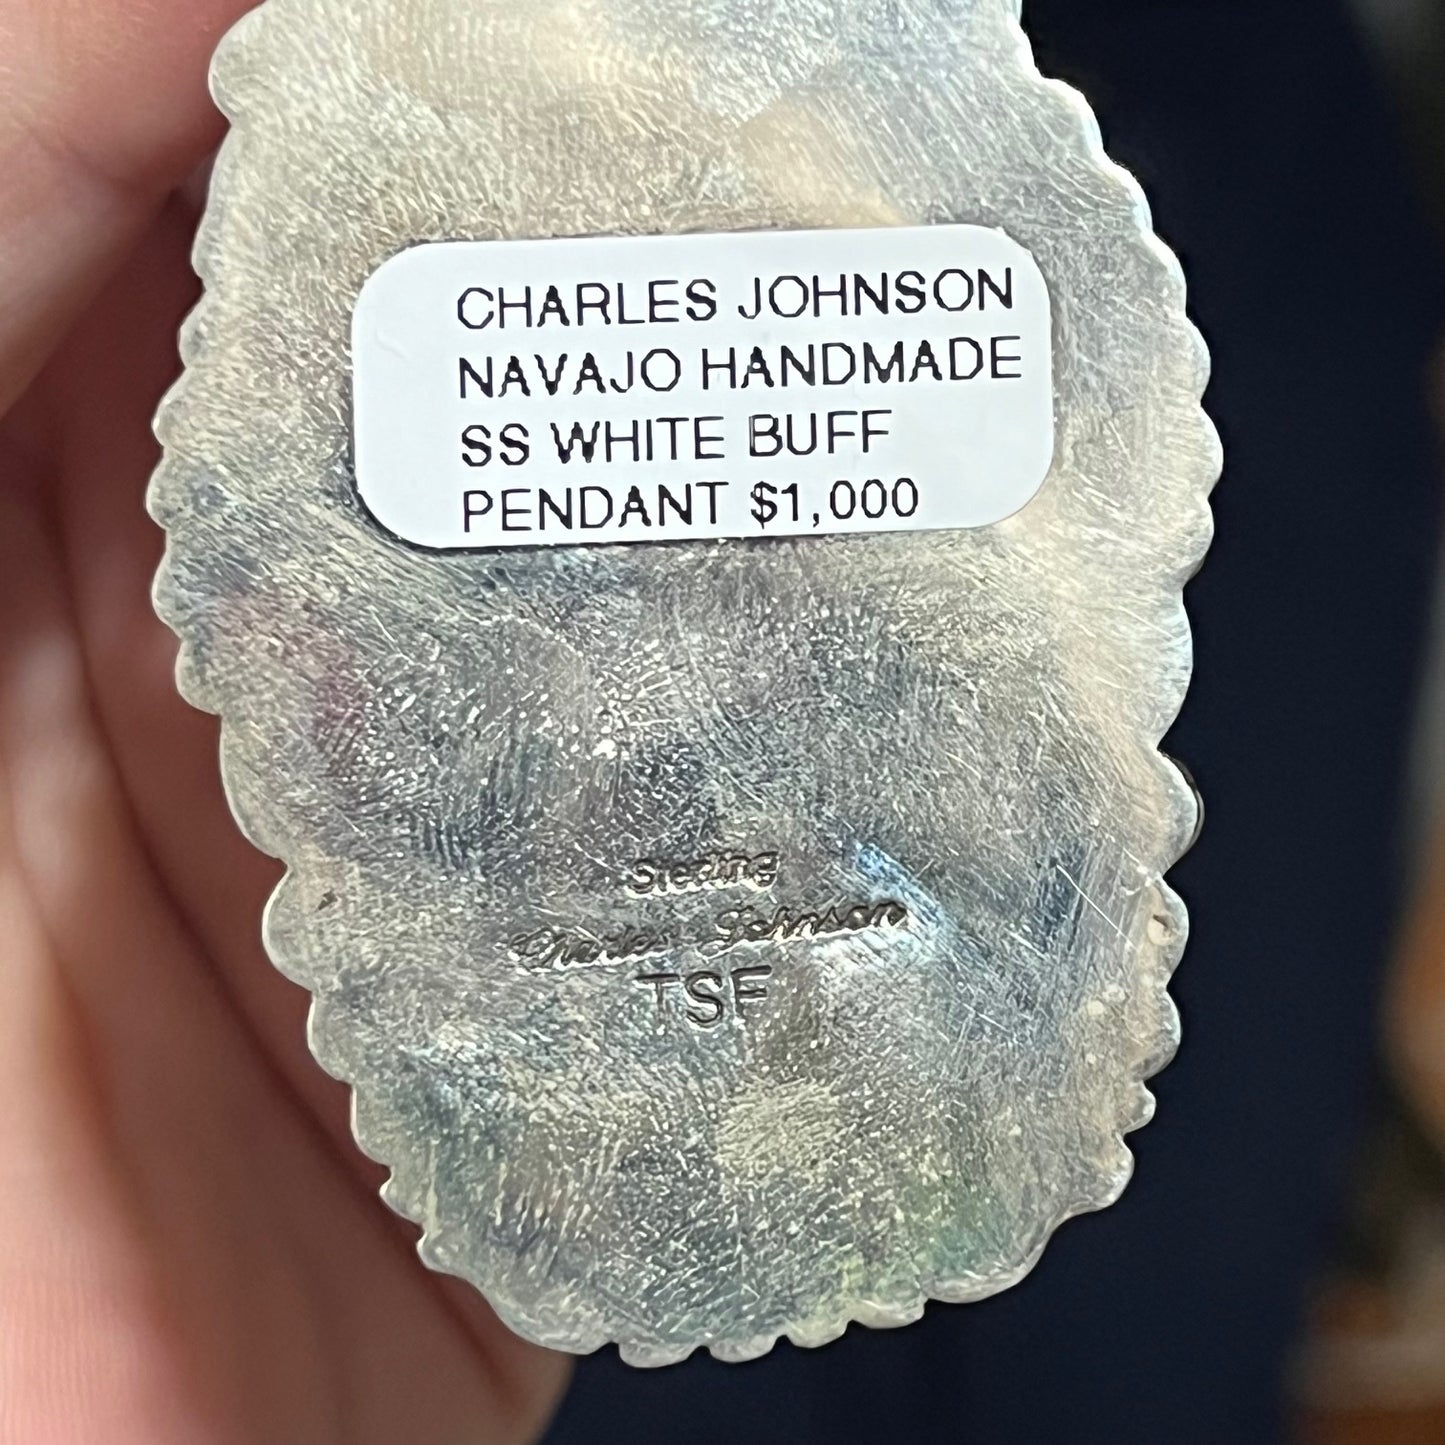 CHARLES JOHNSON
NAVAJO HANDMADE
SS WHITE BUFF
PENDANT $1,000
Sterling
Charles Johnson
TSF